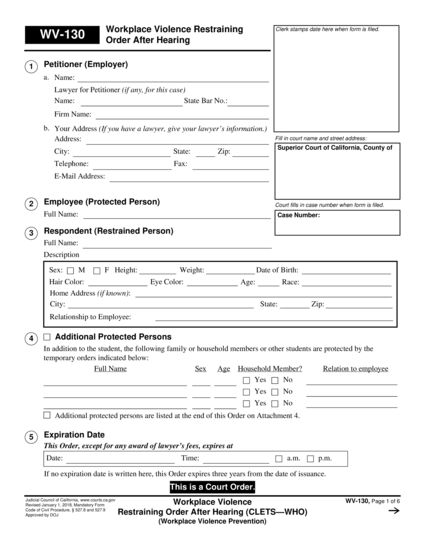 WV-130
Workplace Violence Restraining
Order After Hearing
Clerk stamps date here when form is filed.
1
Petitioner (Employer)
a. Name:
Lawyer for Petitioner (if any, for this case)
Name: State Bar No.:
Firm Name:
b. Your Address (If you have a lawyer, give your lawyer's information.)
Address:
City: State: Zip:
Telephone: Fax:
E-Mail Address:
Fill in court name and street address:
Superior Court of California, County of
2
Employee (Protected Person)
Full Name:
Court fills in case number when form is filed.
Case Number:
3
Respondent (Restrained Person)
Full Name:
Description
Sex: M F Height: Weight: Date of Birth:
Hair Color: Eye Color: Age: Race:
Home Address (if known):
City: State: Zip:
Relationship to Employee:
4
Additional Protected Persons
In addition to the student, the following family or household members or other students are protected by the
temporary orders indicated below:
Full Name Sex Age Household Member? Relation to employee
Yes No
Yes No
Yes No
Additional protected persons are listed at the end of this Order on Attachment 4.
5
Expiration Date
This Order, except for any award of lawyer's fees, expires at
Date: Time: a.m. p.m.
If no expiration date is written here, this Order expires three years from the date of issuance.
This is a Court Order.
Judicial Council of California, www.courts.ca.gov
Revised January 1, 2018, Mandatory Form
Code of Civil Procedure, § 527.8 and 527.9
Approved by DOJ
Workplace Violence
Restraining Order After Hearing (CLETS—WHO)
(Workplace Violence Prevention)
WV-130, Page 1 of 6